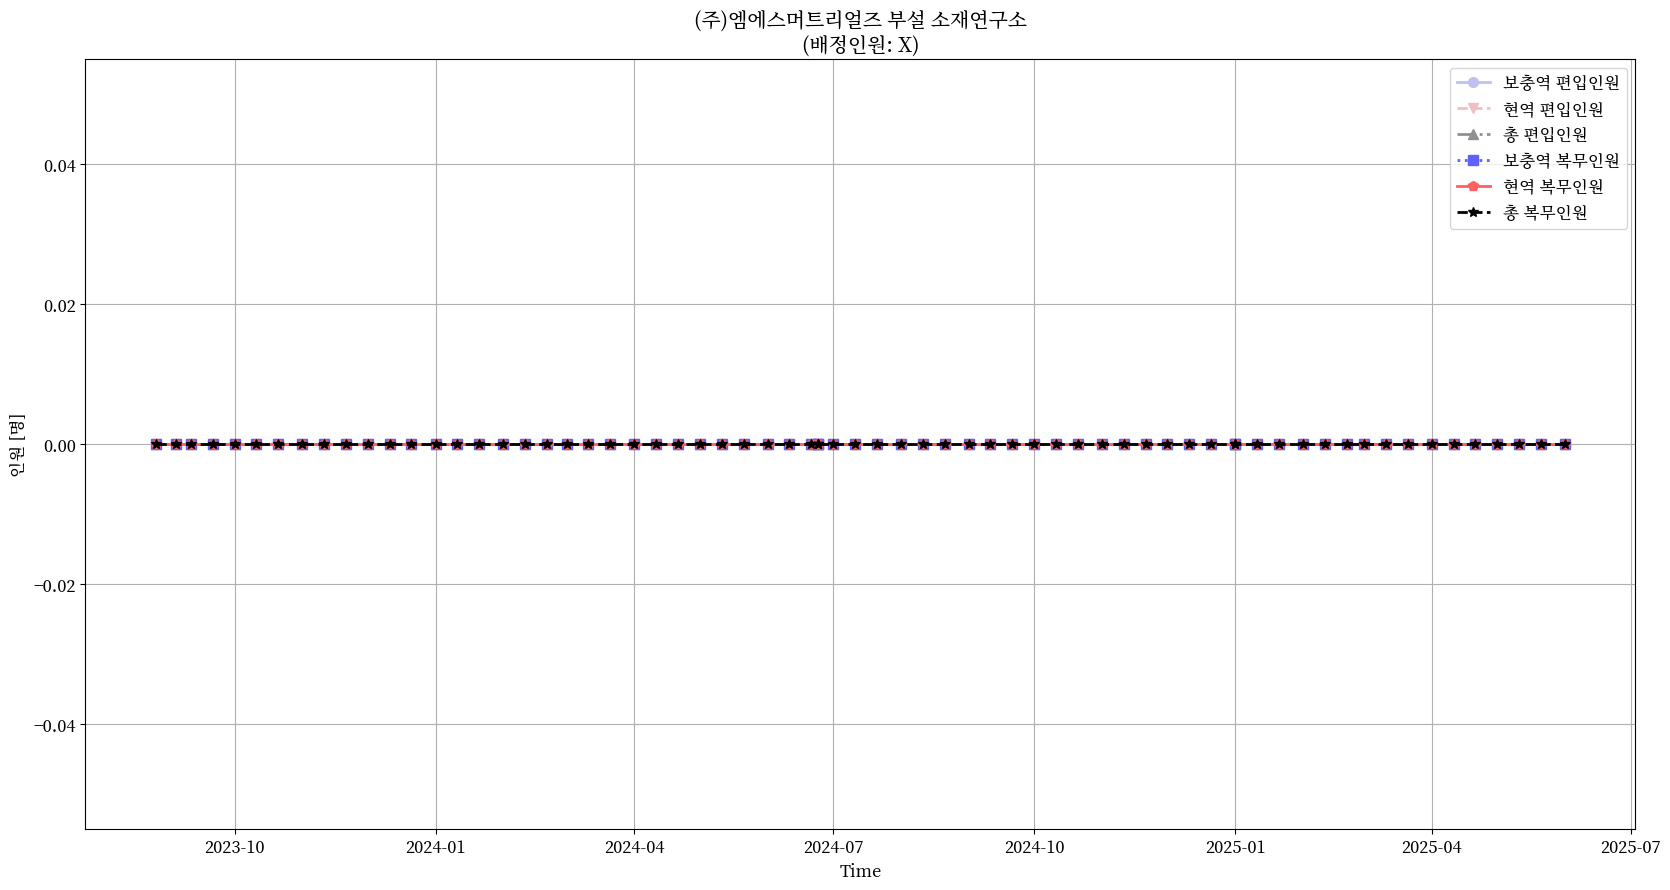 (주)엠에스머트리얼즈 부설 소재연구소
(배정인원: X)
보충역 편입인원
현역 편입인원
총 편입인원
보충역 복무인원
현역 복무인원
총 복무인원
인원 [명]
0.04
0.02
0.00
−0.02
−0.04
2023-10
2024-01
2024-04
2024-07
2024-10
2025-01
2025-04
2025-07
Time